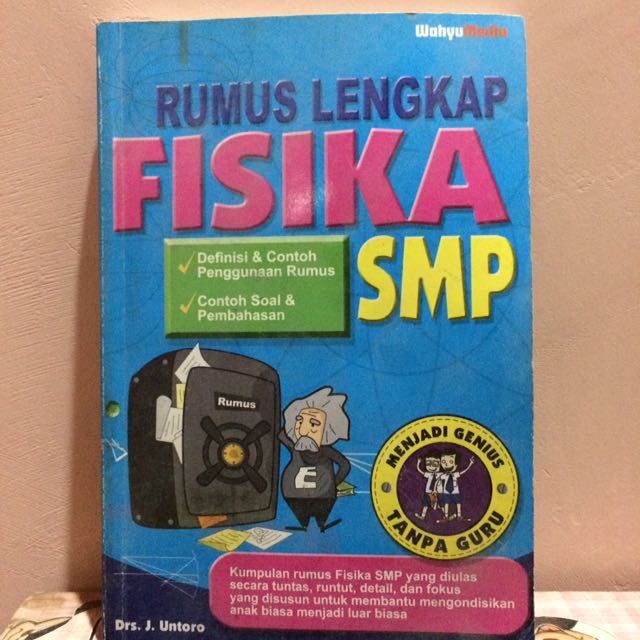 WahyuMedia
RUMUS LENGKAP
FISIKA
SMP
Definisi & Contoh
Penggunaan Rumus
Contoh Soal &
Pembahasan
Rumus
E
MENJADI GENIUS
TANPA GURU
Kumpulan rumus Fisika SMP yang diulas
secara tuntas, runtut, detail, dan fokus
yang disusun untuk membantu mengondisikan
anak biasa menjadi luar biasa
Drs. J. Untoro